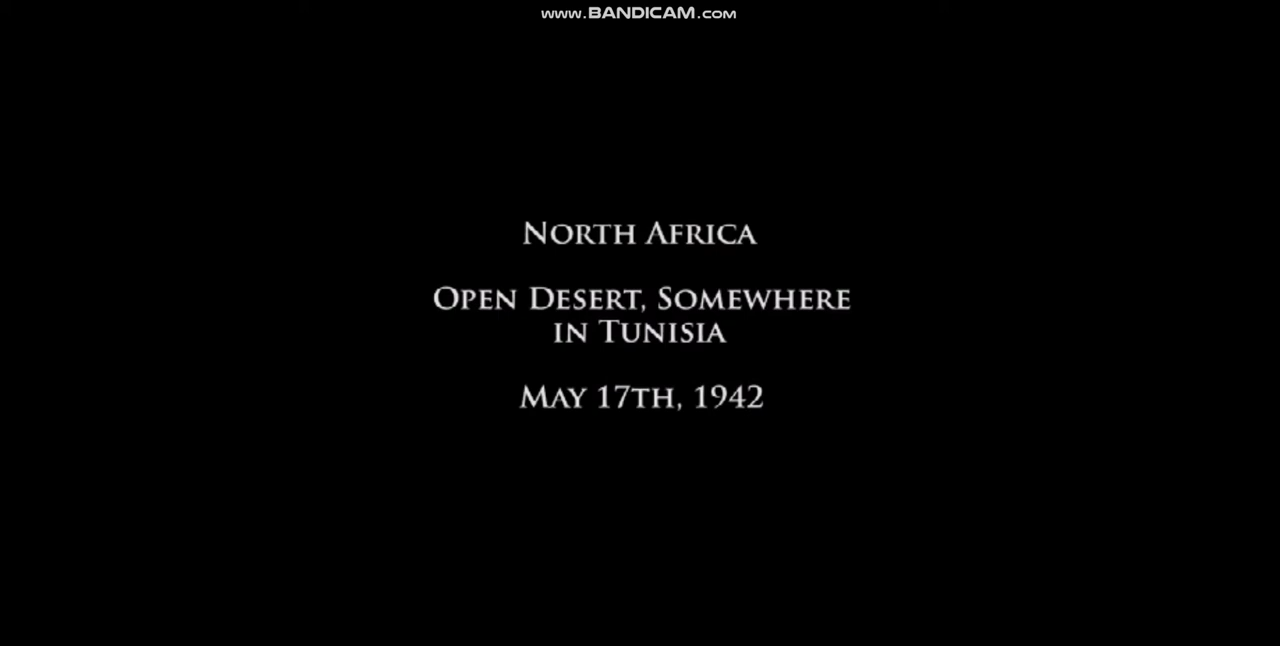 www.BANDICAM.com
North Africa
Open Desert, Somewhere
in Tunisia
May 17th, 1942